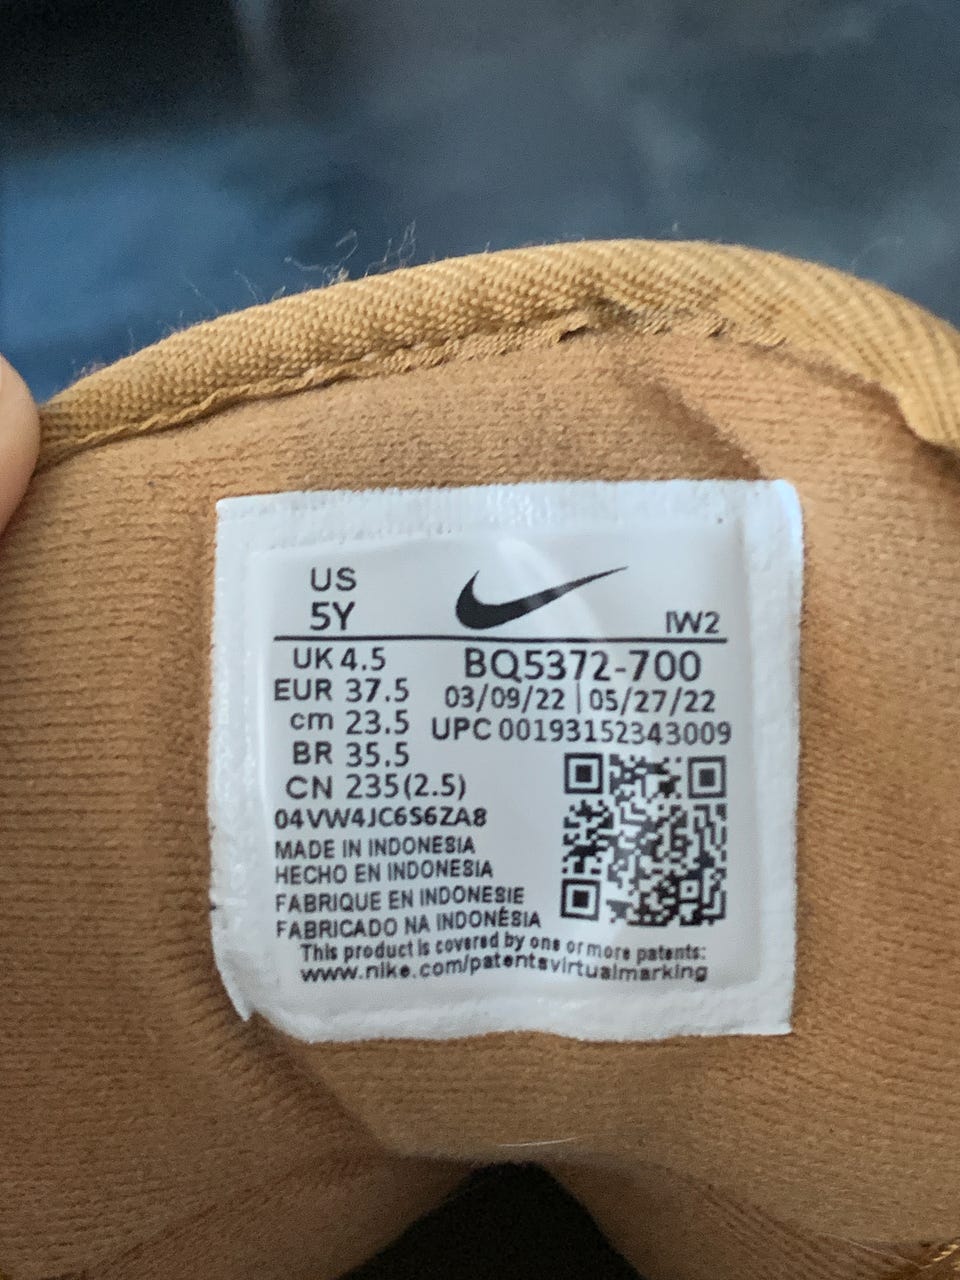 US
5Y
IW2
UK 4.5
BQ5372-700
EUR 37.5
03/09/22 | 05/27/22
cm 23.5
UPC 00193152343009
BR 35.5
CN 235(2.5)
04VW4JC6S6ZA8
MADE IN INDONESIA
HECHO EN INDONESIA
FABRIQUE EN INDONESIE
FABRICADO NA INDONÉSIA
This product is covered by one or more patents:
www.nike.com/patentsvirtualmarking